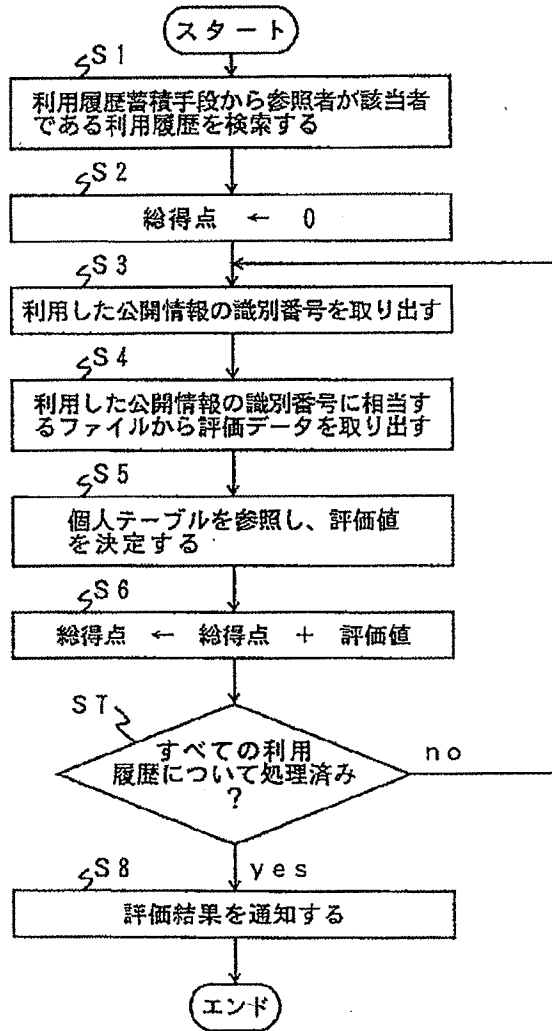 スタート
S1
利用履歴蓄積手段から参照者が該当者
である利用履歴を検索する
S2
総得点 ← 0
S3
利用した公開情報の識別番号を取り出す
S4
利用した公開情報の識別番号に相当す
るファイルから評価データを取り出す
S5
個人テーブルを参照し、評価値
を決定する
S6
総得点 ← 総得点 + 評価値
S7
すべての利用
履歴について処理済み
?
no
yes
S8
評価結果を通知する
エンド